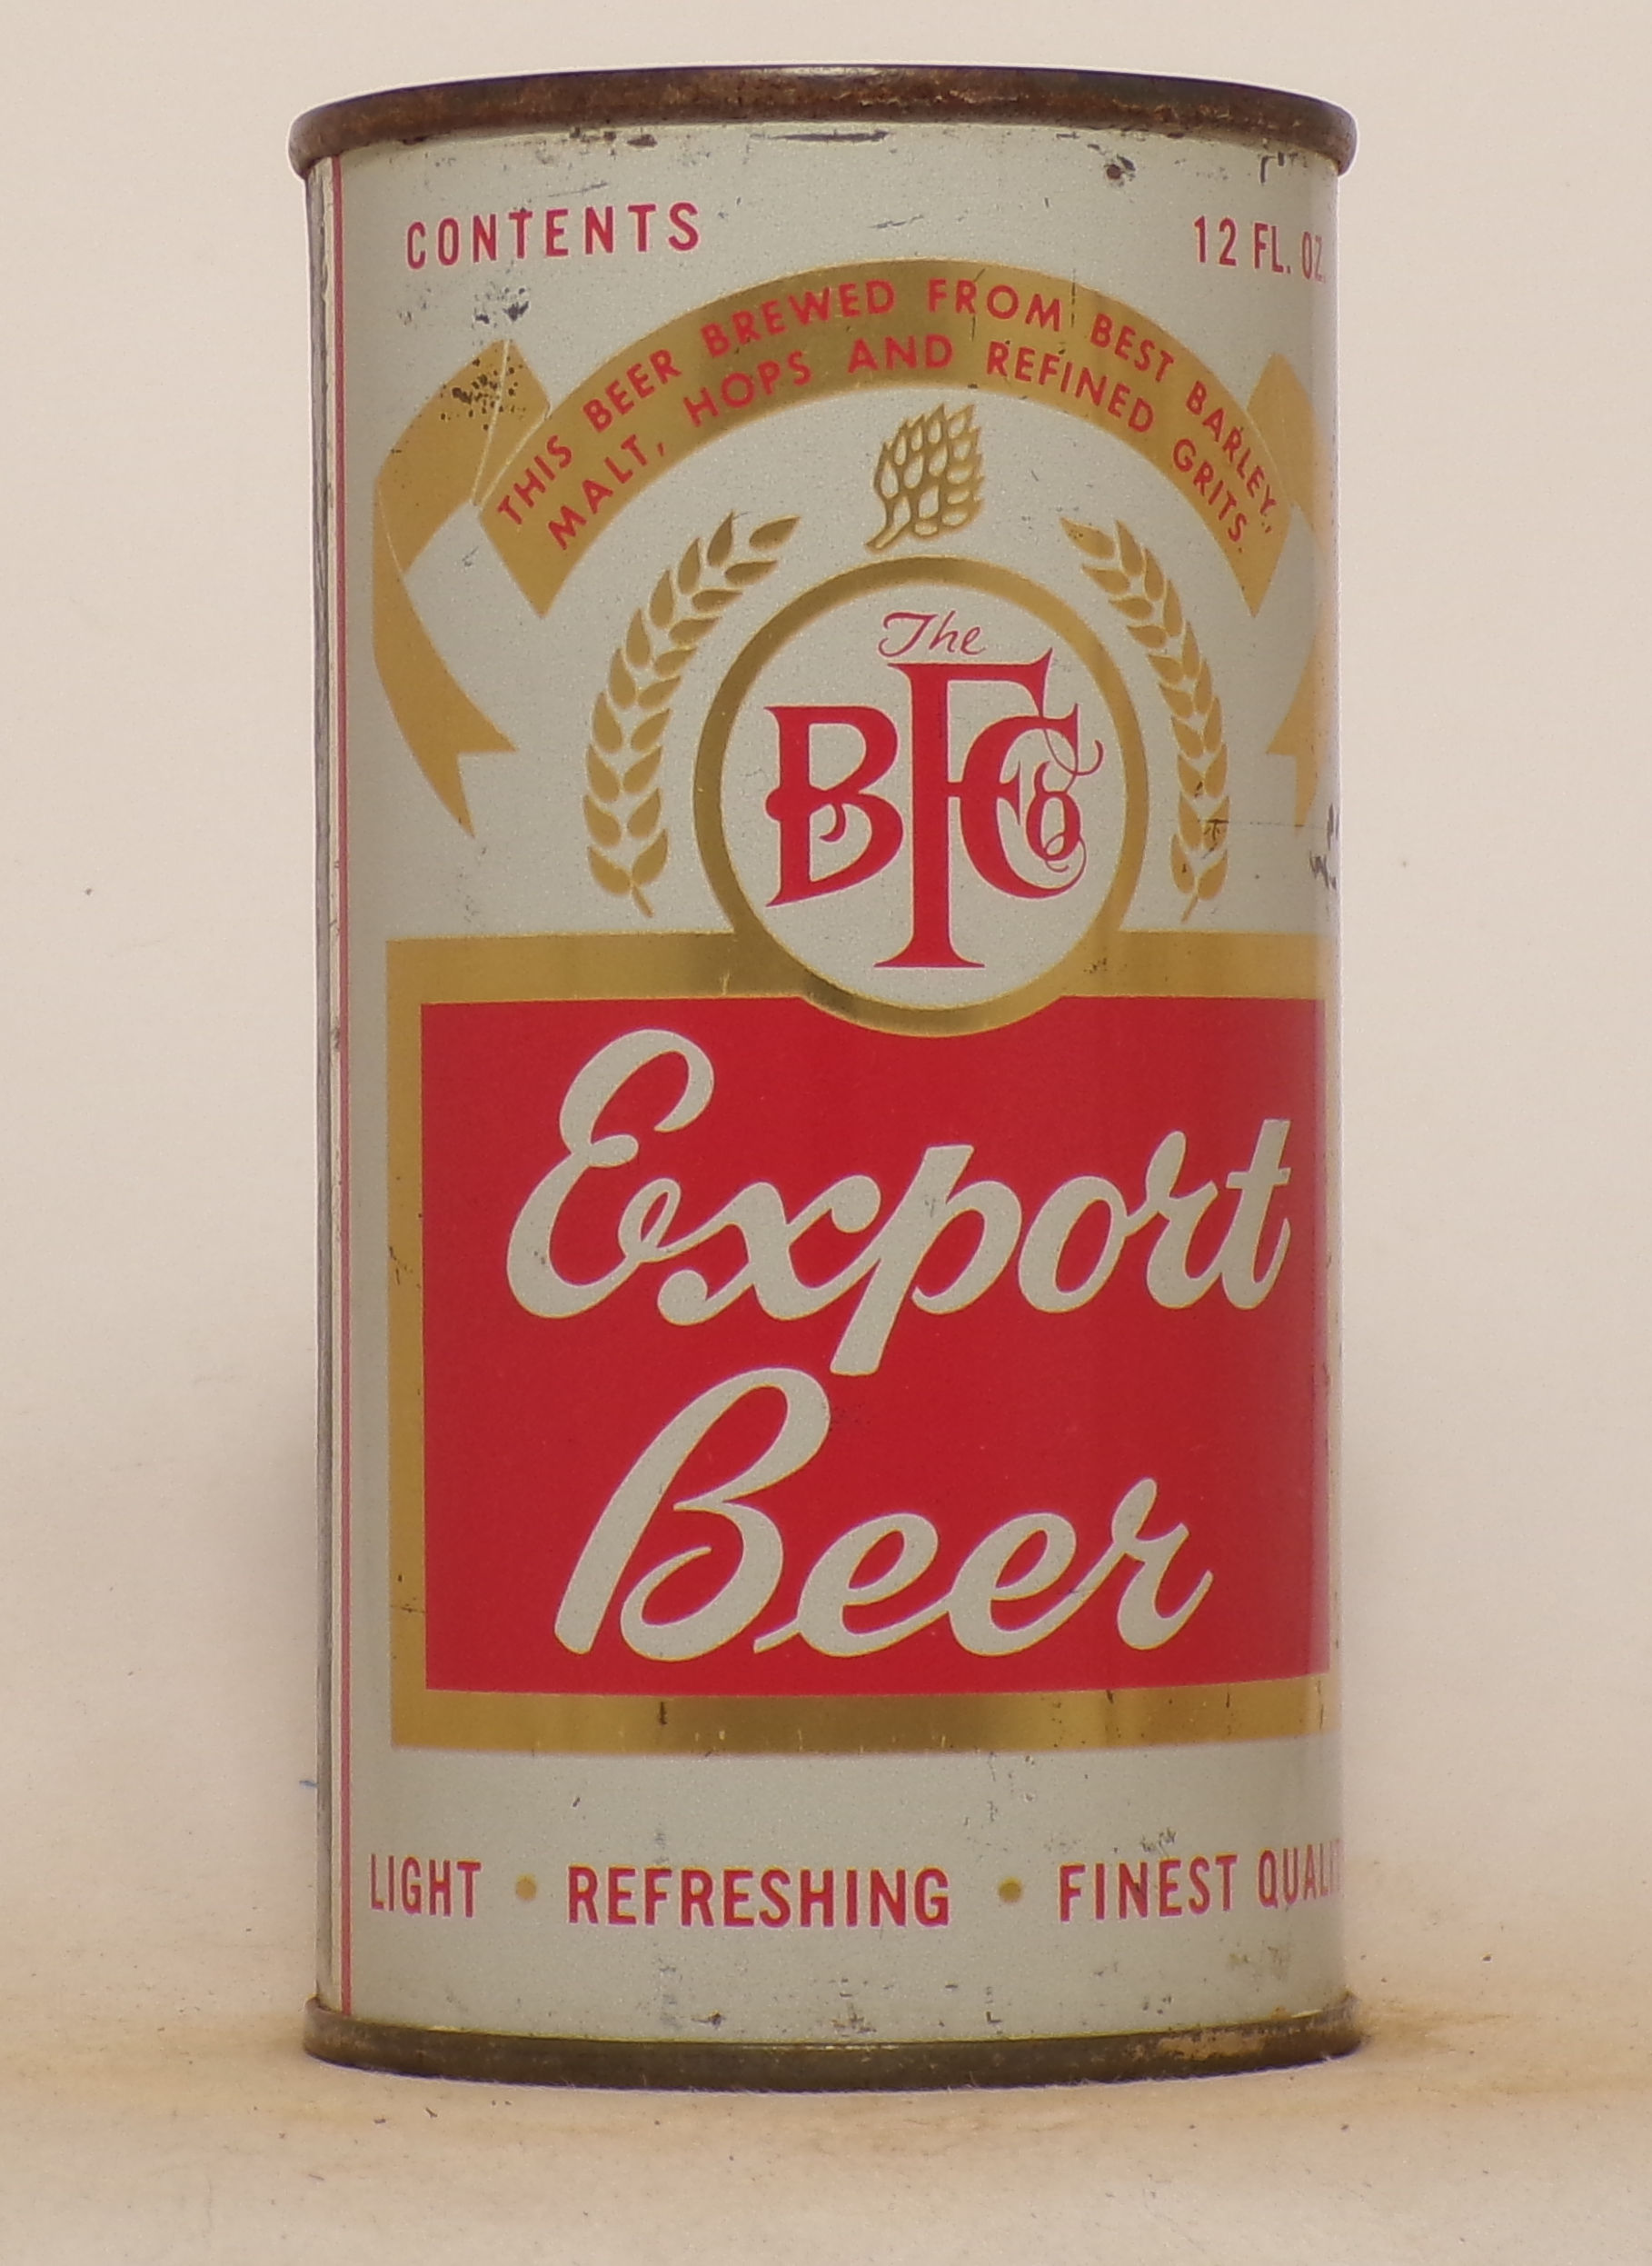 CONTENTS 12 FL. OZ.
THIS BEER BREWED FROM BEST BARLEY,
MALT, HOPS AND REFINED GRITS.
The
BFCo
Export
Beer
LIGHT • REFRESHING • FINEST